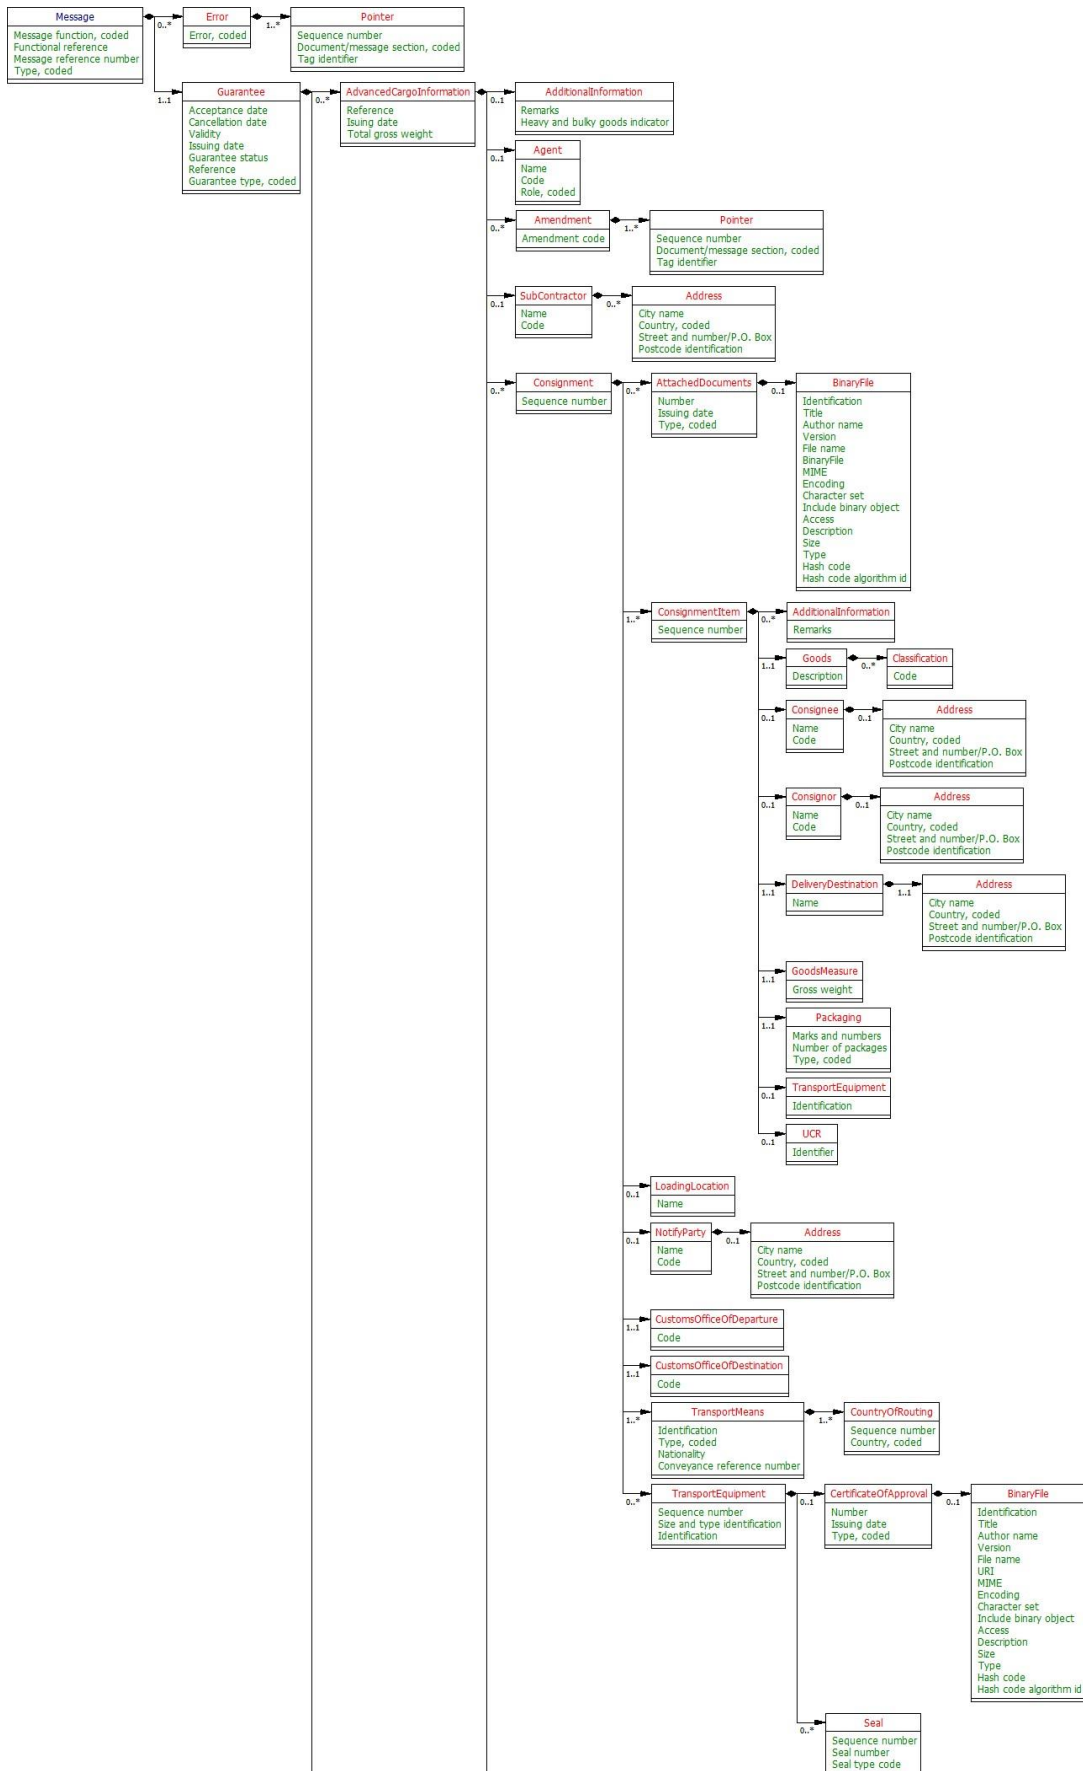 Message
Message function, coded
Functional reference
Message reference number
Type, coded
0..*
Error
Error, coded
1..*
Pointer
Sequence number
Document/message section, coded
Tag identifier
1..1
Guarantee
Acceptance date
Cancellation date
Validity
Issuing date
Guarantee status
Reference
Guarantee type, coded
0..*
AdvancedCargoInformation
Reference
Isuing date
Total gross weight
0..1
AdditionalInformation
Remarks
Heavy and bulky goods indicator
0..1
Agent
Name
Code
Role, coded
0..*
Amendment
Amendment code
1..*
Pointer
Sequence number
Document/message section, coded
Tag identifier
0..1
SubContractor
Name
Code
0..*
Address
City name
Country, coded
Street and number/P.O. Box
Postcode identification
0..*
Consignment
Sequence number
0..*
AttachedDocuments
Number
Issuing date
Type, coded
0..1
BinaryFile
Identification
Title
Author name
Version
File name
BinaryFile
MIME
Encoding
Character set
Include binary object
Access
Description
Size
Type
Hash code
Hash code algorithm id
1..*
ConsignmentItem
Sequence number
0..*
AdditionalInformation
Remarks
1..1
Goods
Description
0..*
Classification
Code
0..1
Consignee
Name
Code
0..1
Address
City name
Country, coded
Street and number/P.O. Box
Postcode identification
0..1
Consignor
Name
Code
0..1
Address
City name
Country, coded
Street and number/P.O. Box
Postcode identification
1..1
DeliveryDestination
Name
1..1
Address
City name
Country, coded
Street and number/P.O. Box
Postcode identification
1..1
GoodsMeasure
Gross weight
1..1
Packaging
Marks and numbers
Number of packages
Type, coded
0..1
TransportEquipment
Identification
0..1
UCR
Identifier
0..1
LoadingLocation
Name
0..1
NotifyParty
Name
Code
0..1
Address
City name
Country, coded
Street and number/P.O. Box
Postcode identification
1..1
CustomsOfficeOfDeparture
Code
1..1
CustomsOfficeOfDestination
Code
1..*
TransportMeans
Identification
Type, coded
Nationality
Conveyance reference number
1..*
CountryOfRouting
Sequence number
Country, coded
0..*
TransportEquipment
Sequence number
Size and type identification
Identification
0..1
CertificateOfApproval
Number
Issuing date
Type, coded
0..1
BinaryFile
Identification
Title
Author name
Version
File name
URI
MIME
Encoding
Character set
Include binary object
Access
Description
Size
Type
Hash code
Hash code algorithm id
0..*
Seal
Sequence number
Seal number
Seal type code